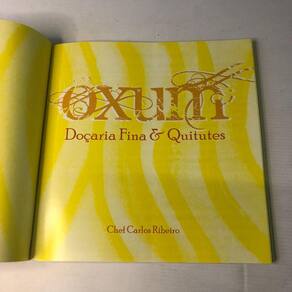 oxum
Doçaria Fina & Quitutes
Chef Carlos Ribeiro